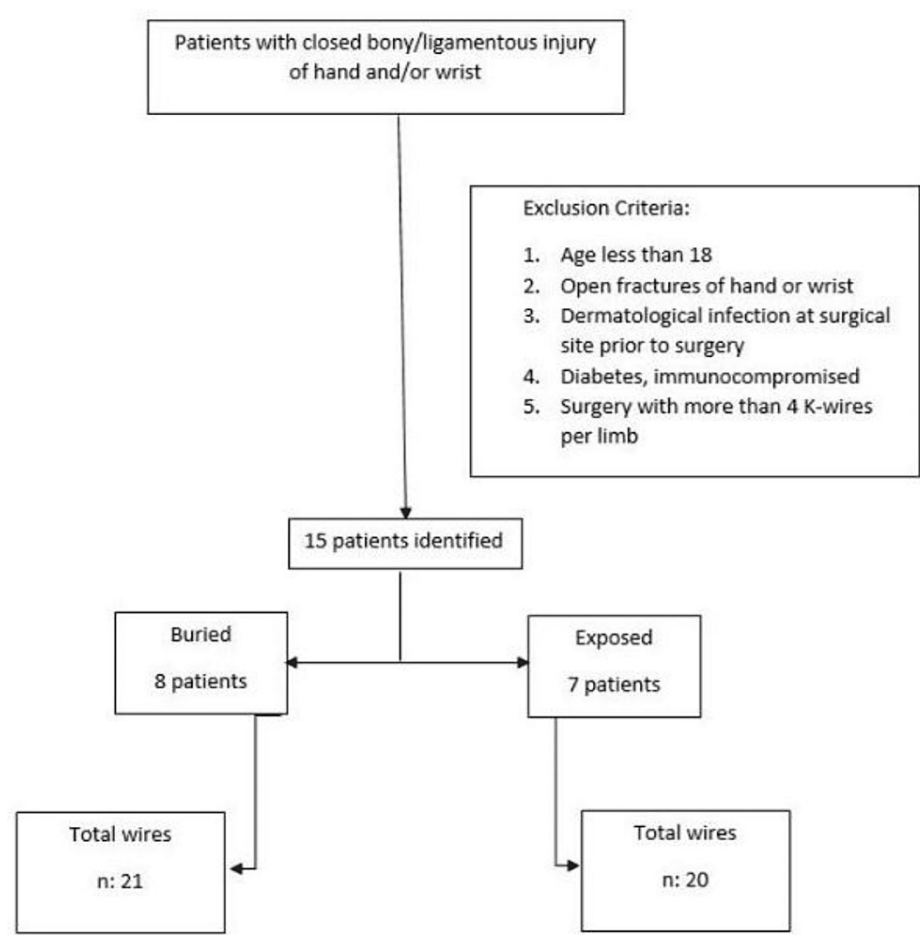 Patients with closed bony/ligamentous injury
of hand and/or wrist
Exclusion Criteria:
1. Age less than 18
2. Open fractures of hand or wrist
3. Dermatological infection at surgical
site prior to surgery
4. Diabetes, immunocompromised
5. Surgery with more than 4 K-wires
per limb
15 patients identified
Buried
8 patients
Exposed
7 patients
Total wires
n: 21
Total wires
n: 20